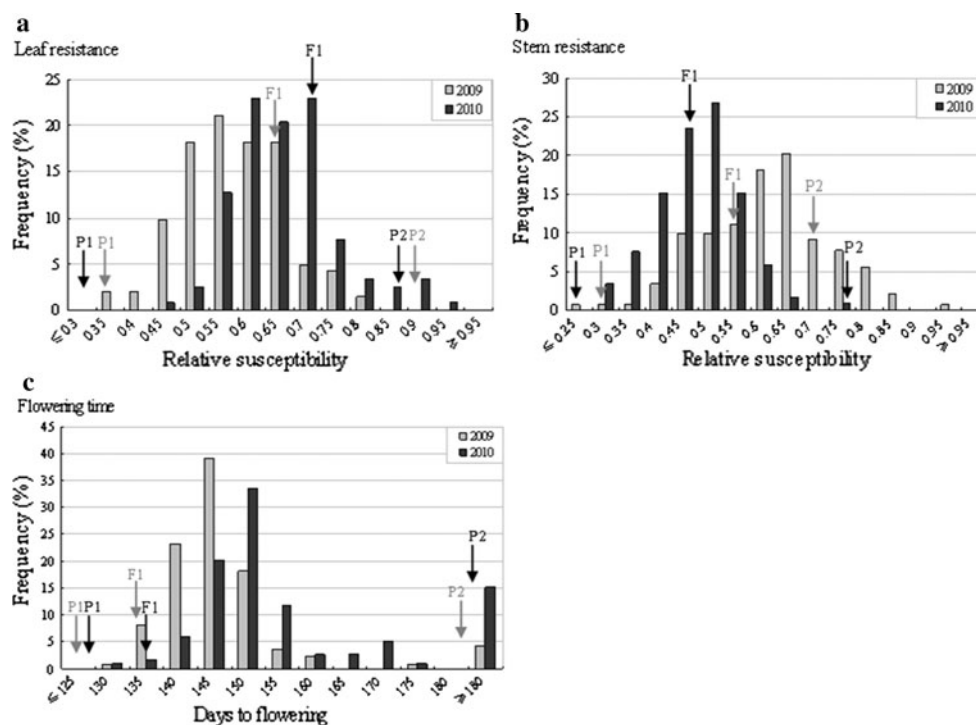 a
Leaf resistance
F1
2009
2010
F1
P1 P1
P2 P2
Frequency (%)
25
20
15
10
5
0
≤ 0.3 0.35 0.4 0.45 0.5 0.55 0.6 0.65 0.7 0.75 0.8 0.85 0.9 ≥ 0.95
Relative susceptibility
b
Stem resistance
F1
2009
2010
F1
P2
P1 P1
P2
Frequency (%)
30
25
20
15
10
5
0
≤ 0.25 0.3 0.35 0.4 0.45 0.5 0.55 0.6 0.65 0.7 0.75 0.8 0.85 0.9 ≥ 0.95
Relative susceptibility
c
Flowering time
2009
2010
P2
F1
P1 P1 F1
P2
Frequency (%)
45
40
35
30
25
20
15
10
5
0
≤ 125 130 135 140 145 150 155 160 165 170 175 180 ≥ 180
Days to flowering